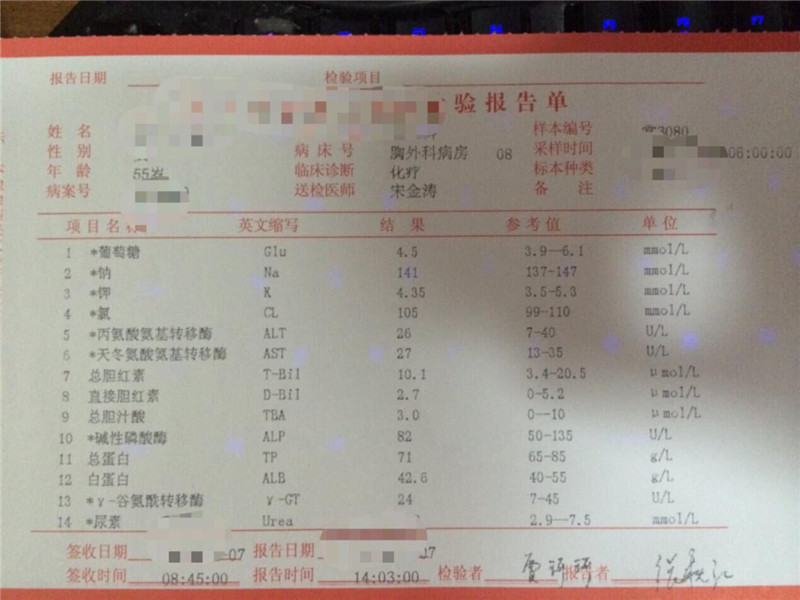 报告日期 检验项目
验报告单
姓 名 样本编号 3080
性 别 病 床 号 胸外科病房 08 采样时间 06:00:00
年 龄 55岁 临床诊断 化疗 标本种类
病案号 送检医师 宋金涛 备 注
项 目 名 英文缩写 结 果 参 考 值 单 位
1 *葡萄糖 Glu 4.5 3.9—6.1 mmol/L
2 *钠 Na 141 137-147 mmol/L
3 *钾 K 4.35 3.5-5.3 mmol/L
4 *氯 CL 105 99-110 mmol/L
5 *丙氨酸氨基转移酶 ALT 26 7-40 U/L
6 *天冬氨酸氨基转移酶 AST 27 13-35 U/L
7 总胆红素 T-Bil 10.1 3.4-20.5 μmol/L
8 直接胆红素 D-Bil 2.7 0-5.2 μmol/L
9 总胆汁酸 TBA 3.0 0—10 μmol/L
10 *碱性磷酸酶 ALP 82 50-135 U/L
11 总蛋白 TP 71 65-85 g/L
12 白蛋白 ALB 42.6 40-55 g/L
13 *γ-谷氨酰转移酶 γ-GT 24 7-45 U/L
14 *尿素 Urea 2.9—7.5 mmol/L
签收日期 -07 报告日期 07
签收时间 08:45:00 报告时间 14:03:00 检验者 报告者